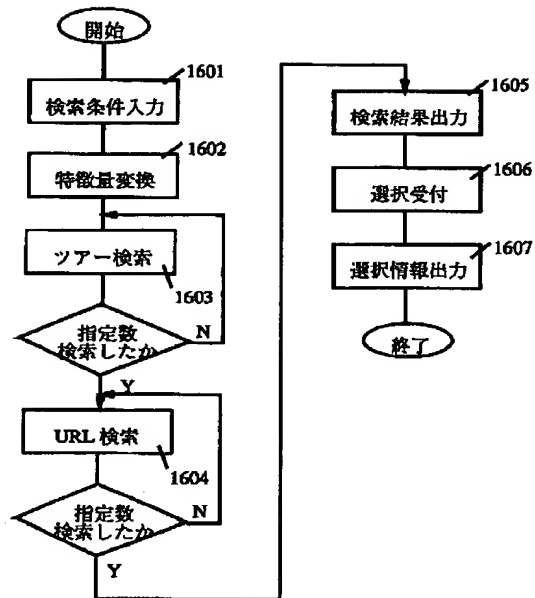 開始
1601
検索条件入力
1602
特徴量変換
ツアー検索
1603
指定数
検索したか
N
Y
URL 検索
1604
指定数
検索したか
N
Y
1605
検索結果出力
1606
選択受付
1607
選択情報出力
終了